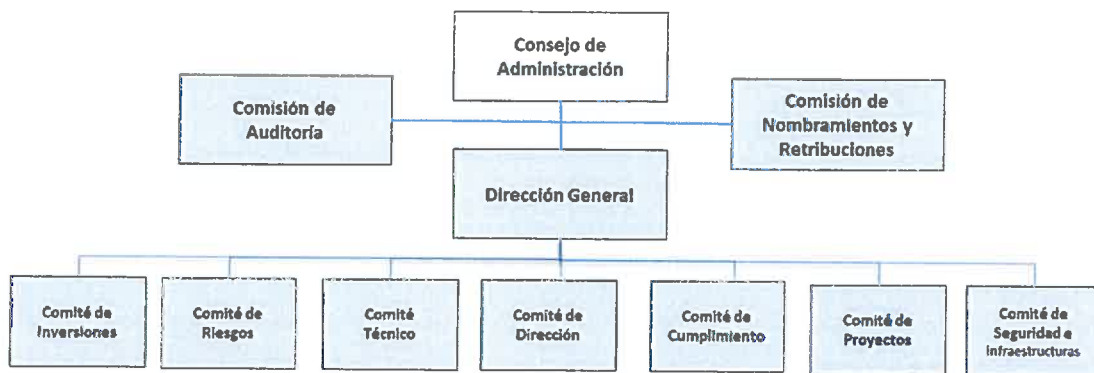 Consejo de
Administración
Comisión de
Auditoría
Comisión de
Nombramientos y
Retribuciones
Dirección General
Comité de
Inversiones
Comité de
Riesgos
Comité
Técnico
Comité de
Dirección
Comité de
Cumplimiento
Comité de
Proyectos
Comité de
Seguridad e
Infraestructuras